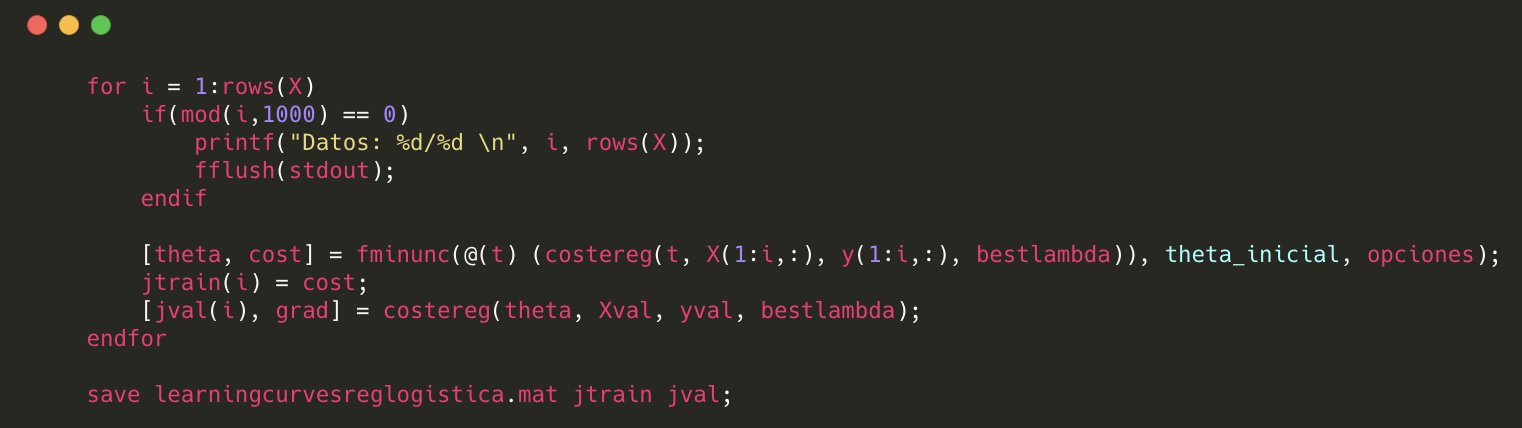 for i = 1:rows(X)
    if(mod(i,1000) == 0)
        printf("Datos: %d/%d \n", i, rows(X));
        fflush(stdout);
    endif

    [theta, cost] = fminunc(@(t) (costereg(t, X(1:i,:), y(1:i,:), bestlambda)), theta_inicial, opciones);
    jtrain(i) = cost;
    [jval(i), grad] = costereg(theta, Xval, yval, bestlambda);
endfor

save learningcurvesreglogistica.mat jtrain jval;